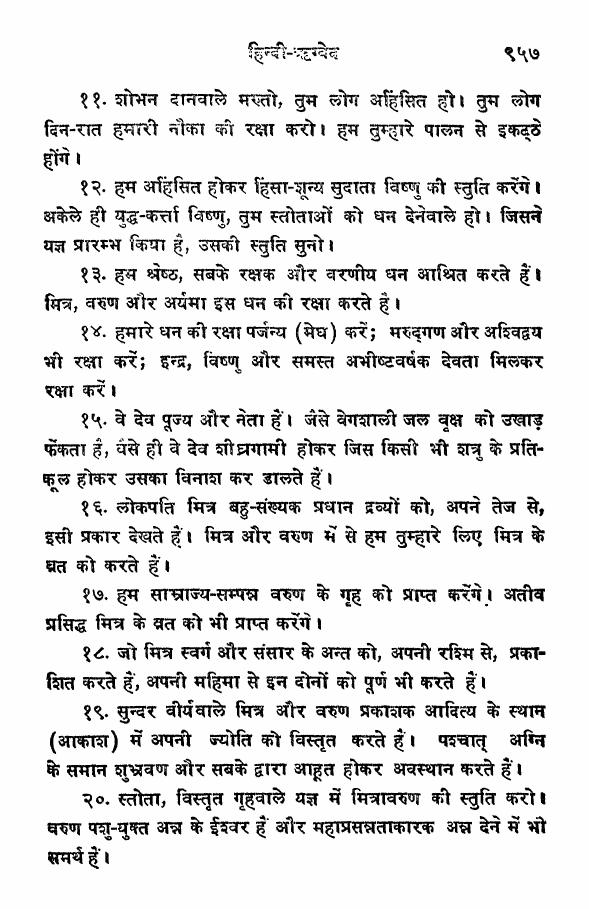 हिन्दी-ऋग्वेद ९५७
११. शोभन दानवाले मरुतो, तुम लोग अहिंसित हो। तुम लोग
दिन-रात हमारी नौका की रक्षा करो। हम तुम्हारे पालन से इकट्ठे
होंगे।
१२. हम अहिंसित होकर हिंसा-शून्य सुदाता विष्णु की स्तुति करेंगे।
अकेले ही युद्ध-कर्त्ता विष्णु, तुम स्तोताओं को धन देनेवाले हो। जिसने
यज्ञ प्रारम्भ किया है, उसकी स्तुति सुनो।
१३. हम श्रेष्ठ, सबके रक्षक और वरणीय धन आश्रित करते हैं।
मित्र, वरुण और अर्यमा इस धन की रक्षा करते है।
१४. हमारे धन की रक्षा पर्जन्य (मेघ) करें; मरुद्गण और अश्विद्वय
भी रक्षा करें; इन्द्र, विष्णु और समस्त अभीष्टवर्षक देवता मिलकर
रक्षा करें।
१५. वे देव पूज्य और नेता हैं। जैसे वेगशाली जल वृक्ष को उखाड़
फेंकता है, वैसे ही वे देव शीघ्रगामी होकर जिस किसी भी शत्रु के प्रति-
कूल होकर उसका विनाश कर डालते हैं।
१६. लोकपति मित्र बहु-संख्यक प्रधान द्रव्यों को, अपने तेज से,
इसी प्रकार देखते हैं। मित्र और वरुण में से हम तुम्हारे लिए मित्र के
व्रत को करते हैं।
१७. हम साम्राज्य-सम्पन्न वरुण के गृह को प्राप्त करेंगे। अतीव
प्रसिद्ध मित्र के व्रत को भी प्राप्त करेंगे।
१८. जो मित्र स्वर्ग और संसार के अन्त को, अपनी रश्मि से, प्रका-
शित करते हैं, अपनी महिमा से इन दोनों को पूर्ण भी करते हैं।
१९. सुन्दर वीर्यवाले मित्र और वरुण प्रकाशक आदित्य के स्थान
(आकाश) में अपनी ज्योति को विस्तृत करते हैं। पश्चात् अग्नि
के समान शुभ्रवण और सबके द्वारा आहूत होकर अवस्थान करते हैं।
२०. स्तोता, विस्तृत गृहवाले यज्ञ में मित्रावरुण की स्तुति करो।
वरुण पशु-युक्त अन्न के ईश्वर हैं और महाप्रसन्नताकारक अन्न देने में भी
समर्थ हैं।